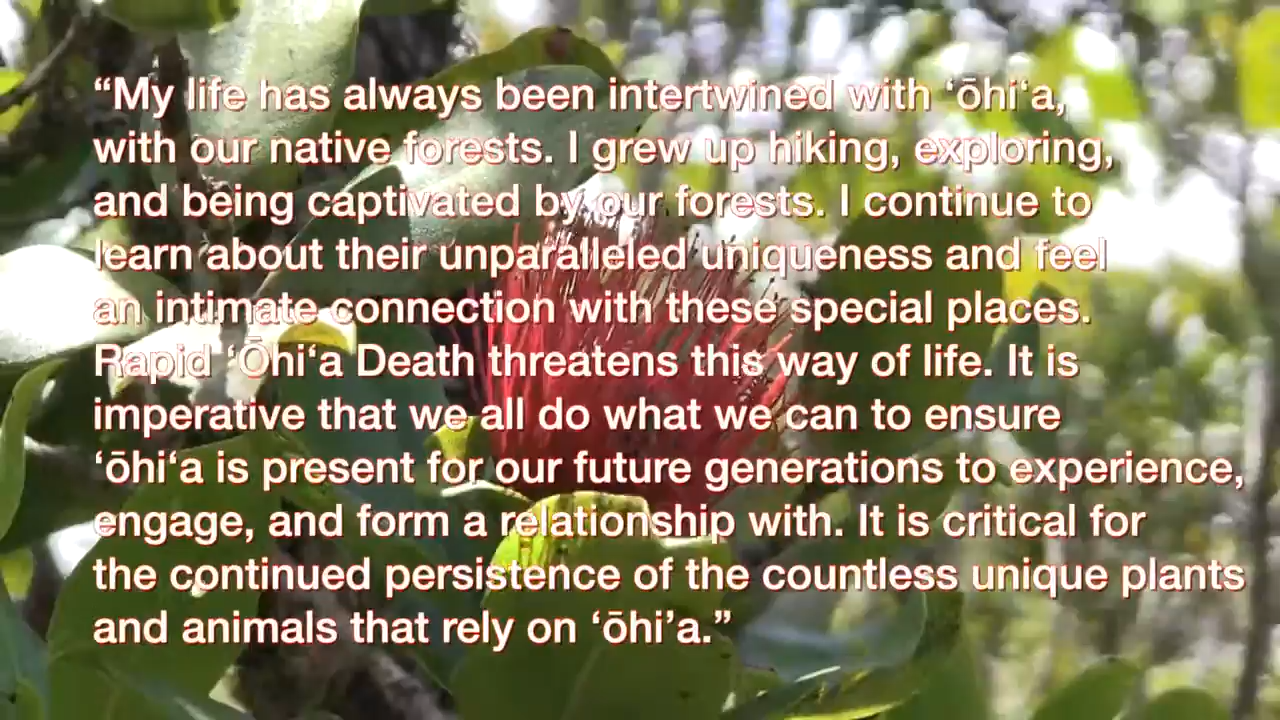 “My life has always been intertwined with ‘ōhi‘a,
with our native forests. I grew up hiking, exploring,
and being captivated by our forests. I continue to
learn about their unparalleled uniqueness and feel
an intimate connection with these special places.
Rapid ‘Ōhi‘a Death threatens this way of life. It is
imperative that we all do what we can to ensure
‘ōhi‘a is present for our future generations to experience,
engage, and form a relationship with. It is critical for
the continued persistence of the countless unique plants
and animals that rely on ‘ōhi’a.”